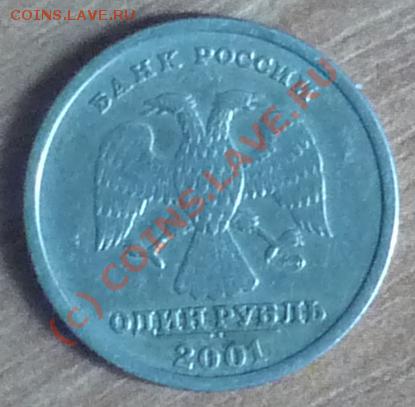 COINS.LAVE.RU
БАНК РОССИИ
(c) COINS.LAVE.RU
ОДИН РУБЛЬ
2001